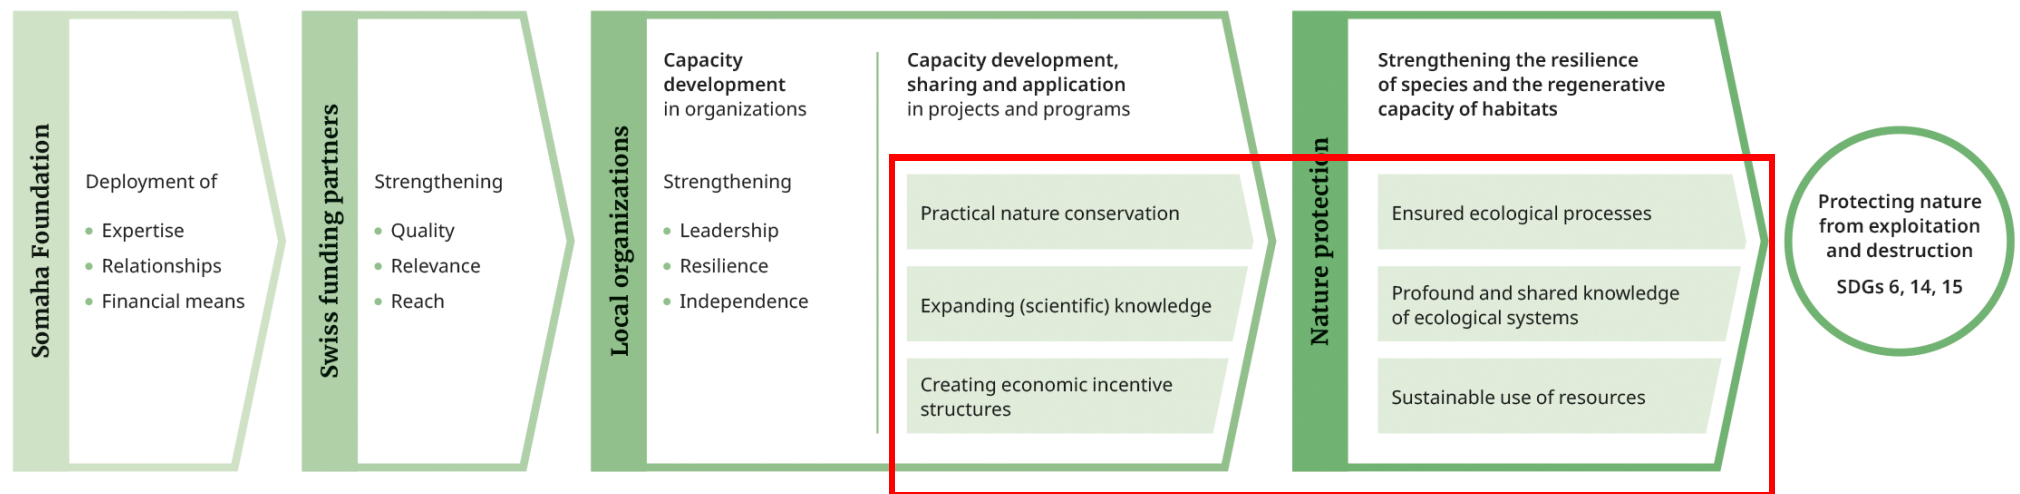 Somaha Foundation
Deployment of
• Expertise
• Relationships
• Financial means
Swiss funding partners
Strengthening
• Quality
• Relevance
• Reach
Local organizations
Capacity
development
in organizations
Strengthening
• Leadership
• Resilience
• Independence
Capacity development,
sharing and application
in projects and programs
Practical nature conservation
Expanding (scientific) knowledge
Creating economic incentive
structures
Nature protection
Strengthening the resilience
of species and the regenerative
capacity of habitats
Ensured ecological processes
Profound and shared knowledge
of ecological systems
Sustainable use of resources
Protecting nature
from exploitation
and destruction
SDGs 6, 14, 15